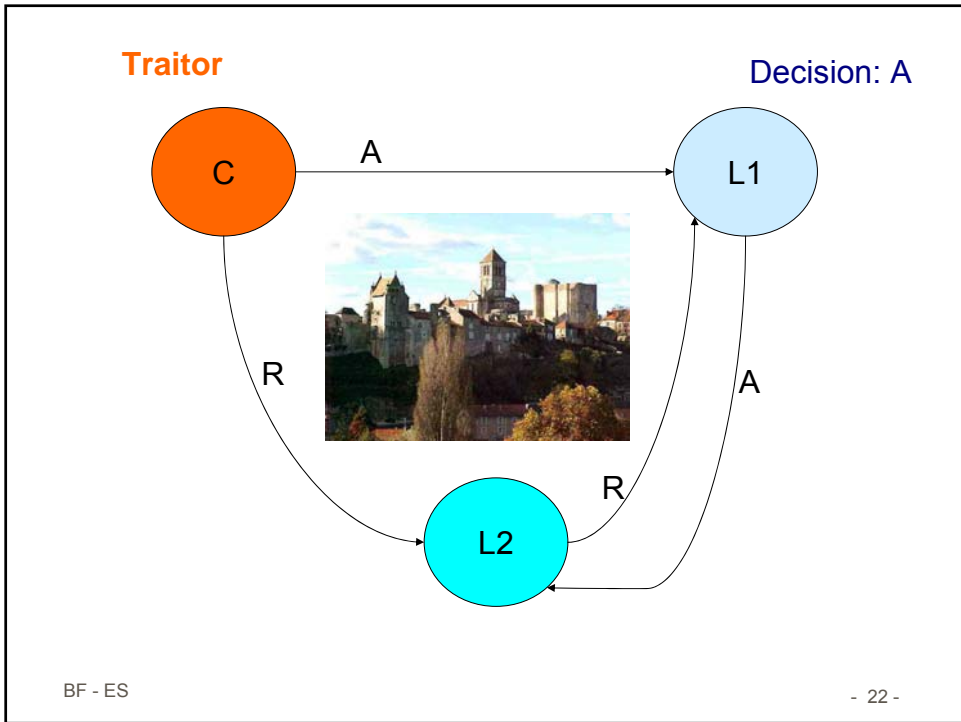 Traitor
Decision: A
C
A
L1
R
A
R
L2
BF - ES
- 22 -